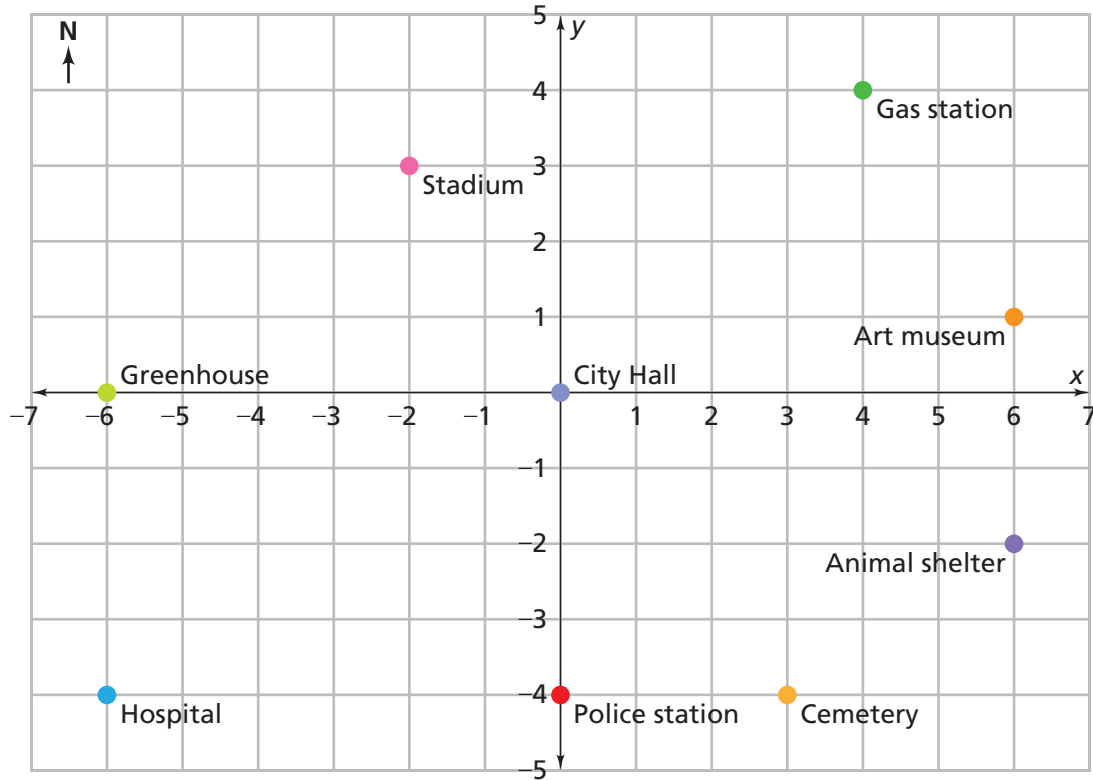 5
N
y
4
Gas station
3
Stadium
2
1
Art museum
Greenhouse
City Hall
x
−7 −6 −5 −4 −3 −2 −1 1 2 3 4 5 6 7
−1
−2
Animal shelter
−3
−4
Hospital
Police station
Cemetery
−5